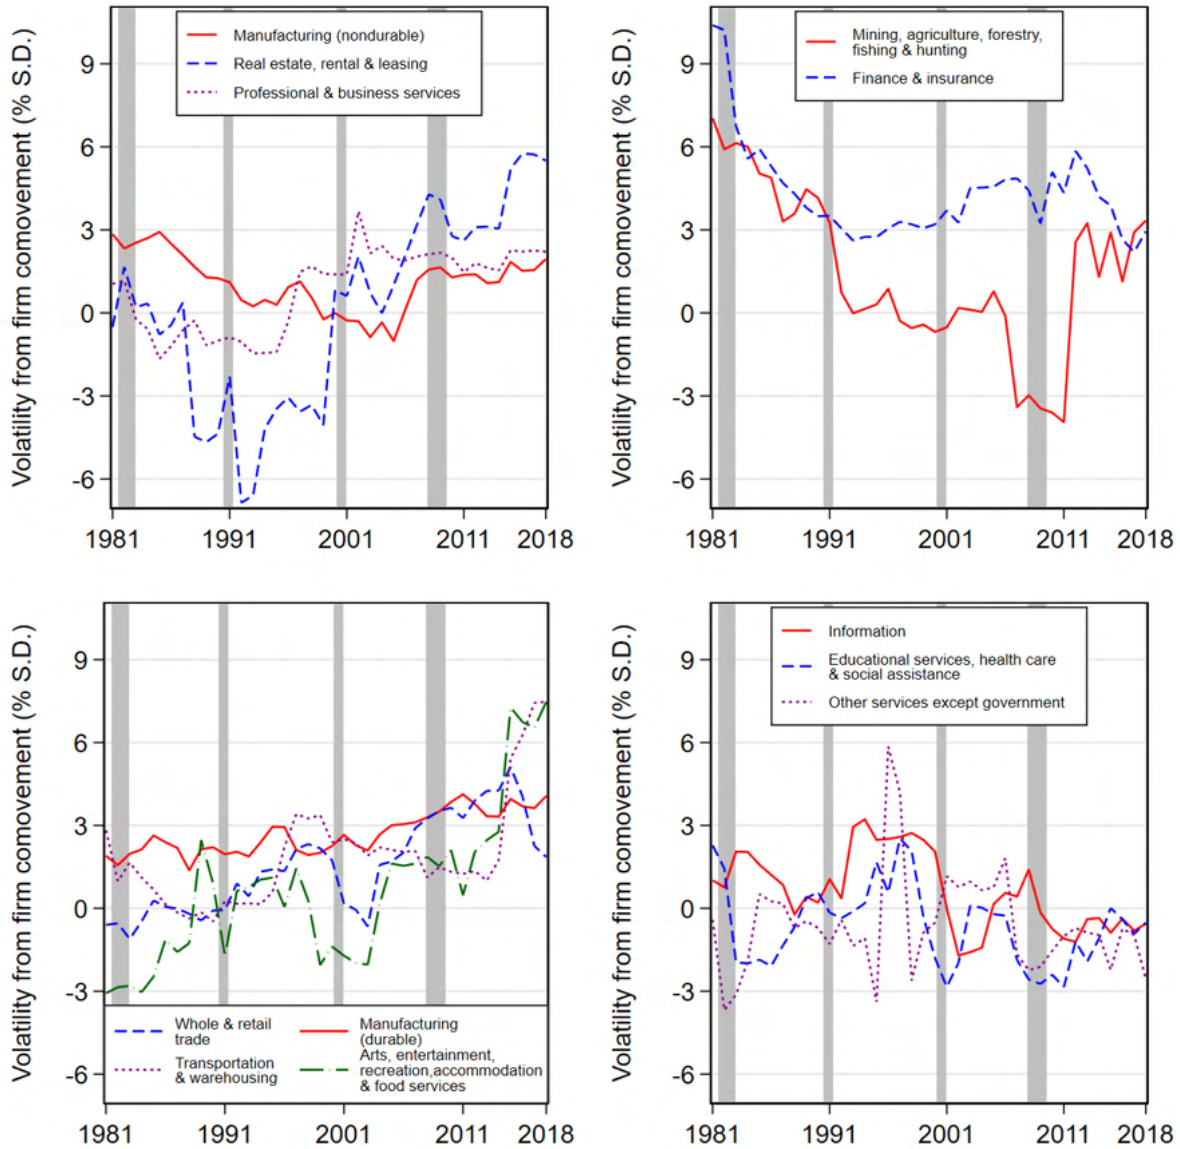 Volatility from firm comovement (% S.D.)
9
6
3
0
-3
-6
Manufacturing (nondurable)
Real estate, rental & leasing
Professional & business services
1981
1991
2001
2011
2018
Volatility from firm comovement (% S.D.)
9
6
3
0
-3
-6
Mining, agriculture, forestry,
fishing & hunting
Finance & insurance
1981
1991
2001
2011
2018
Volatility from firm comovement (% S.D.)
9
6
3
0
-3
-6
Whole & retail
trade
Manufacturing
(durable)
Transportation
& warehousing
Arts, entertainment,
recreation,accommodation
& food services
1981
1991
2001
2011
2018
Volatility from firm comovement (% S.D.)
9
6
3
0
-3
-6
Information
Educational services, health care
& social assistance
Other services except government
1981
1991
2001
2011
2018